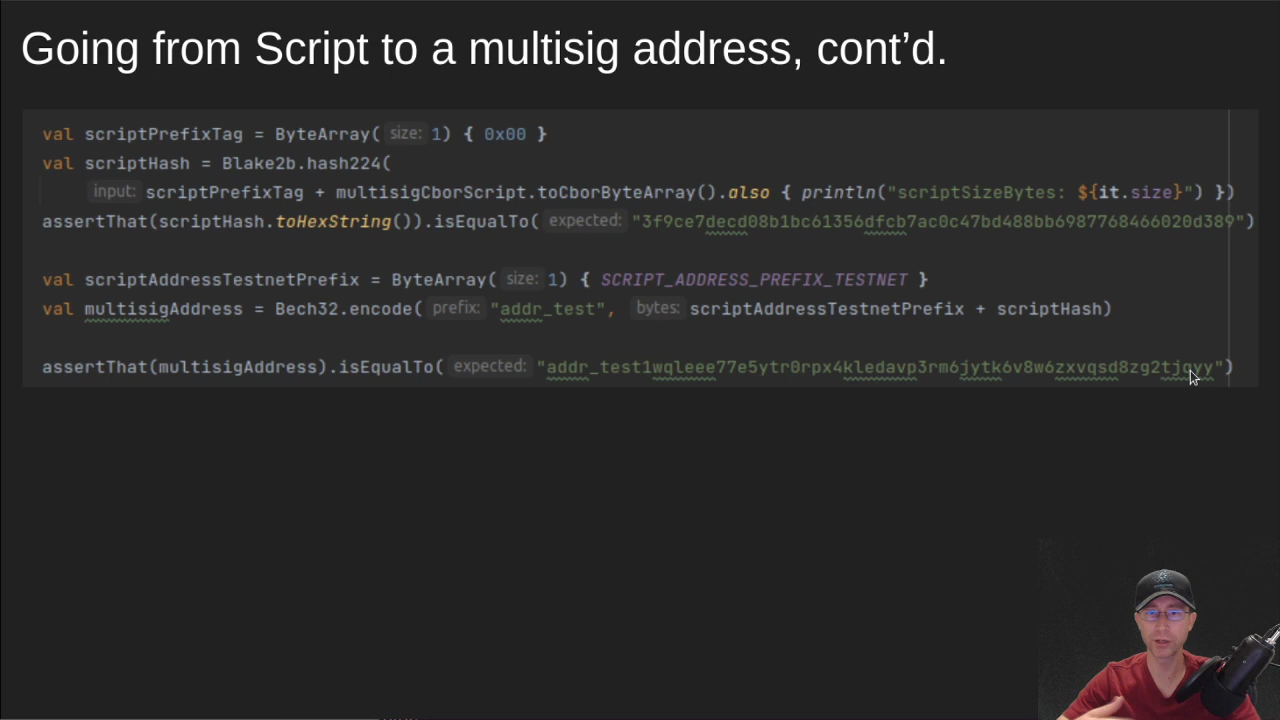 Going from Script to a multisig address, cont’d.
val scriptPrefixTag = ByteArray( size: 1) { 0x00 }
val scriptHash = Blake2b.hash224(
input: scriptPrefixTag + multisigCborScript.toCborByteArray().also { println("scriptSizeBytes: ${it.size}") })
assertThat(scriptHash.toHexString()).isEqualTo( expected: "3f9ce7decd08b1bc61356dfcb7ac0c47bd488bb6987768466020d389")
val scriptAddressTestnetPrefix = ByteArray( size: 1) { SCRIPT_ADDRESS_PREFIX_TESTNET }
val multisigAddress = Bech32.encode( prefix: "addr_test", bytes: scriptAddressTestnetPrefix + scriptHash)
assertThat(multisigAddress).isEqualTo( expected: "addr_test1wqleee77e5ytr0rpx4kledavp3rm6jytk6v8w6zxvqsd8zg2tjqyy")